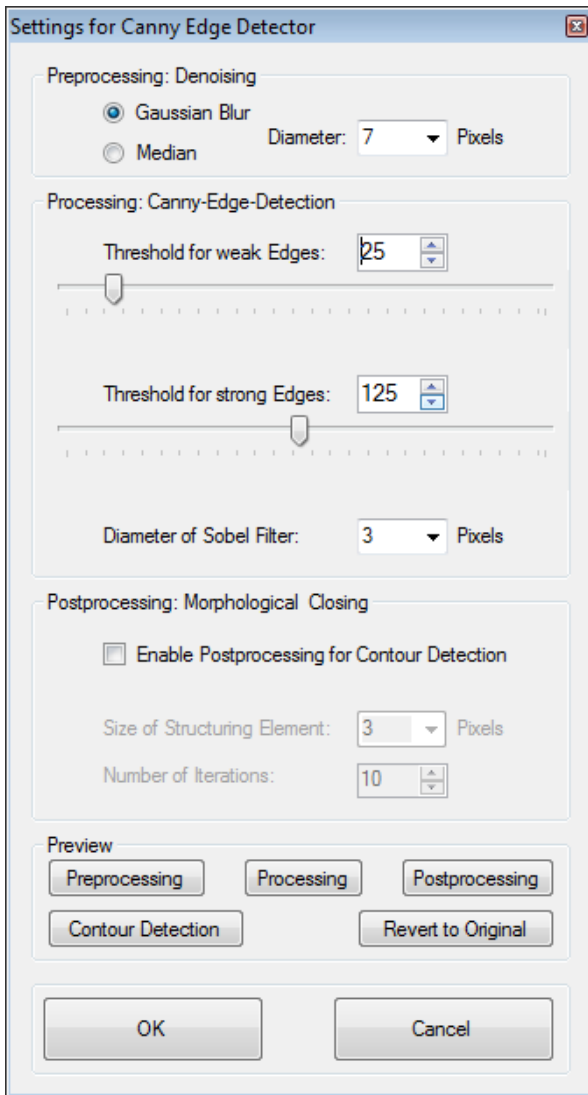 Settings for Canny Edge Detector
Preprocessing: Denoising
Gaussian Blur
Diameter: 7 Pixels
Median
Processing: Canny-Edge-Detection
Threshold for weak Edges: 25
Threshold for strong Edges: 125
Diameter of Sobel Filter: 3 Pixels
Postprocessing: Morphological Closing
Enable Postprocessing for Contour Detection
Size of Structuring Element: 3 Pixels
Number of Iterations: 10
Preview
Preprocessing Processing Postprocessing
Contour Detection Revert to Original
OK Cancel